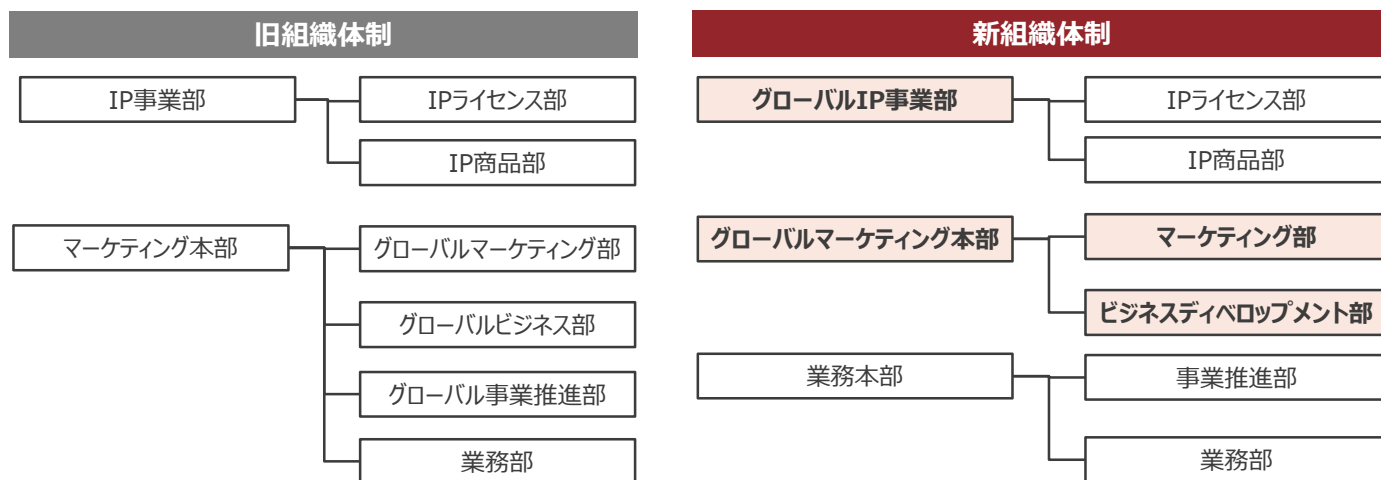 旧組織体制
IP事業部
IPライセンス部
IP商品部
マーケティング本部
グローバルマーケティング部
グローバルビジネス部
グローバル事業推進部
業務部
新組織体制
グローバルIP事業部
IPライセンス部
IP商品部
グローバルマーケティング本部
マーケティング部
ビジネスディベロップメント部
業務本部
事業推進部
業務部